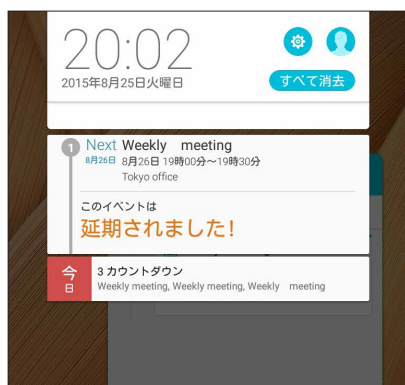 20:02
2015年8月25日火曜日
すべて消去
1 Next Weekly　meeting
8月26日 8月26日 19時00分～19時30分
Tokyo office
このイベントは
延期されました!
今日 3 カウントダウン
Weekly meeting, Weekly meeting, Weekly　meeting